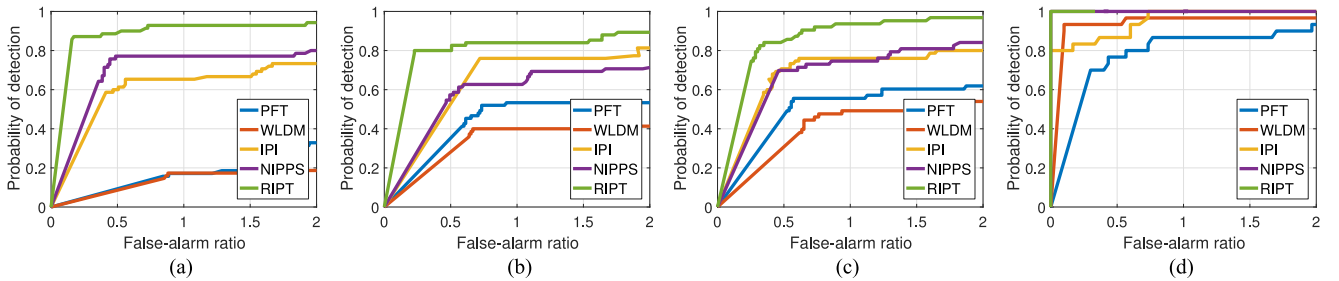 Probability of detection
1
0.8
0.6
0.4
0.2
0
0 0.5 1 1.5 2
False-alarm ratio
PFT
WLDM
IPI
NIPPS
RIPT
(a)
Probability of detection
1
0.8
0.6
0.4
0.2
0
0 0.5 1 1.5 2
False-alarm ratio
PFT
WLDM
IPI
NIPPS
RIPT
(b)
Probability of detection
1
0.8
0.6
0.4
0.2
0
0 0.5 1 1.5 2
False-alarm ratio
PFT
WLDM
IPI
NIPPS
RIPT
(c)
Probability of detection
1
0.8
0.6
0.4
0.2
0
0 0.5 1 1.5 2
False-alarm ratio
PFT
WLDM
IPI
NIPPS
RIPT
(d)